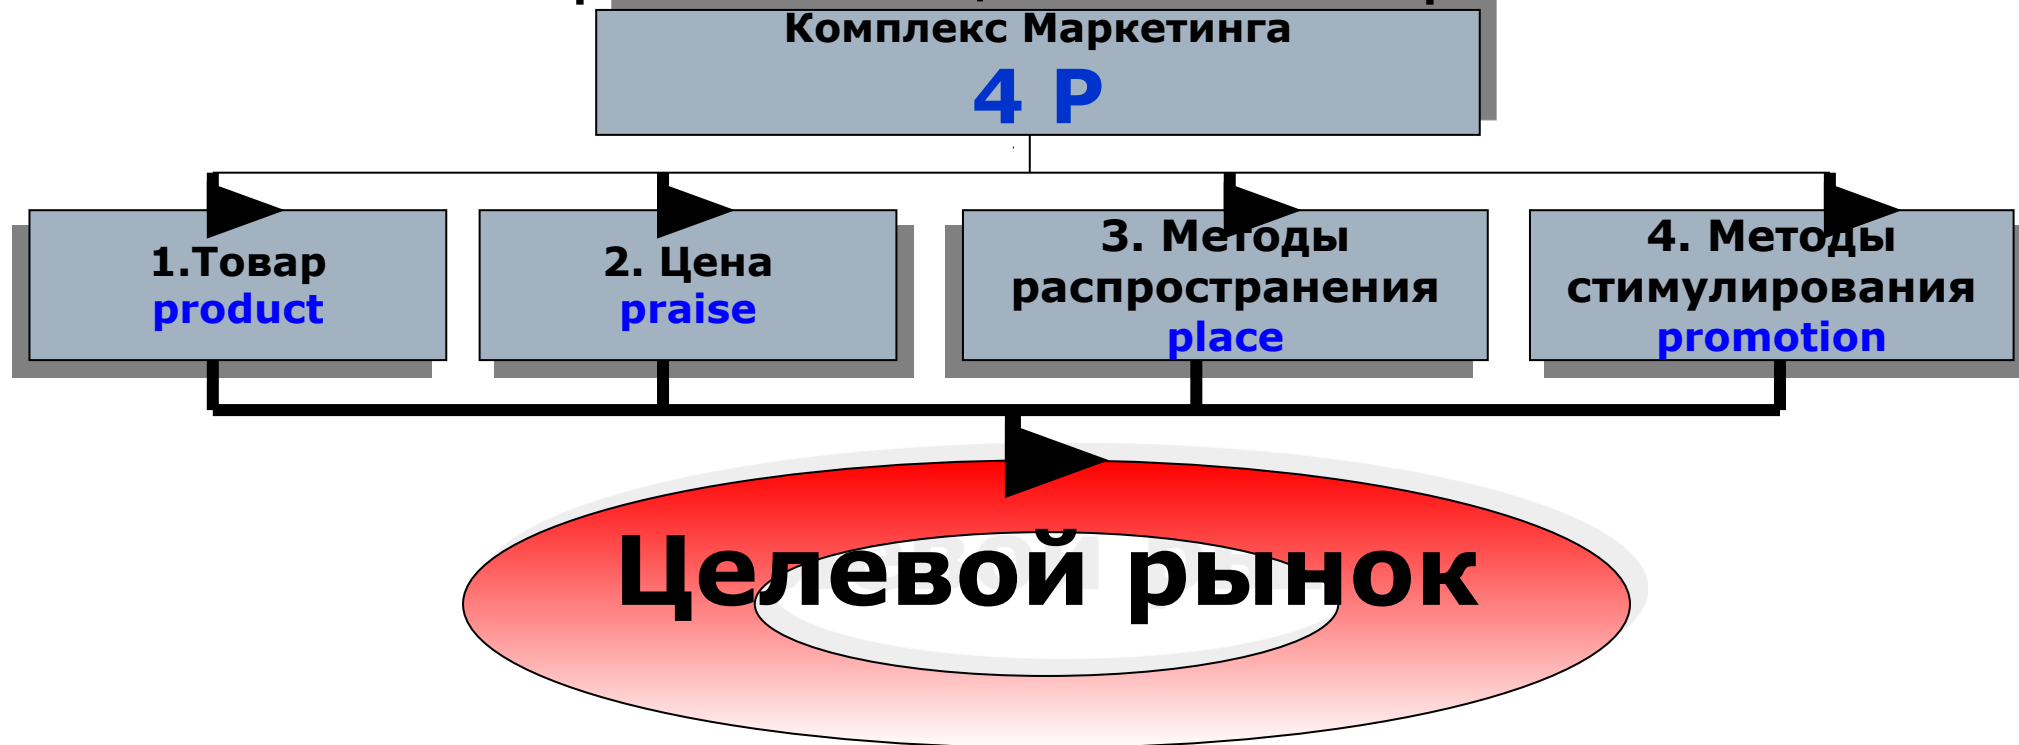 Комплекс Маркетинга
4 Р
1.Товар
product
2. Цена
praise
3. Методы
распространения
place
4. Методы
стимулирования
promotion
Целевой рынок